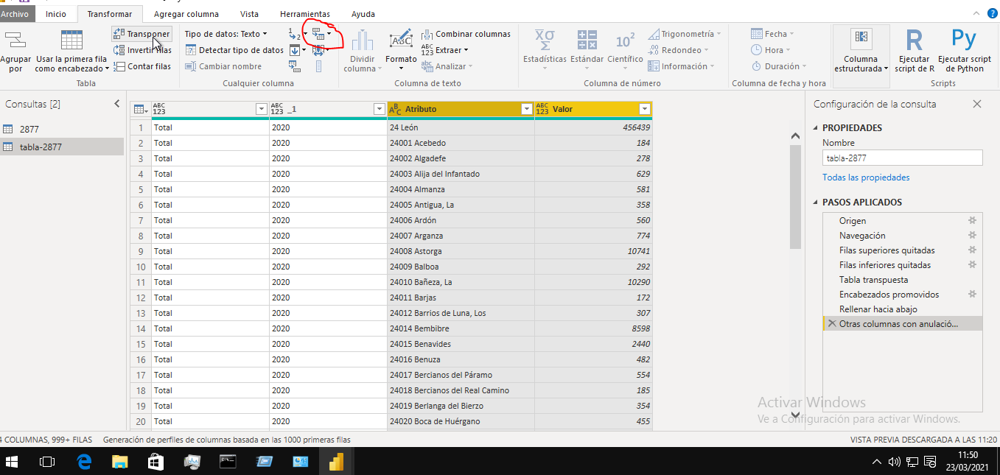 Archivo Inicio Transformar Agregar columna Vista Herramientas Ayuda
Agrupar por
Usar la primera fila como encabezado
Transponer
Invertir filas
Contar filas
Tabla
Tipo de datos: Texto
Detectar tipo de datos
Cambiar nombre
1
2
Cualquier columna
Dividir columna
ABC
Formato
Combinar columnas
ABC
123 Extraer
abc
Analizar
Columna de texto
XΣσ
Estadísticas
Estándar
10²
Científico
Trigonometría
.00
Redondeo
Información
Columna de número
Fecha
Hora
Duración
Columna de fecha y hora
Columna estructurada
R
Ejecutar script de R
Py
Ejecutar script de Python
Scripts
Consultas [2]
2877
tabla-2877
ABC 123
ABC 123 _1
ABC Atributo
ABC 123 Valor
1 Total 2020 24 León 456439
2 Total 2020 24001 Acebedo 184
3 Total 2020 24002 Algadefe 278
4 Total 2020 24003 Alija del Infantado 629
5 Total 2020 24004 Almanza 581
6 Total 2020 24005 Antigua, La 358
7 Total 2020 24006 Ardón 560
8 Total 2020 24007 Arganza 774
9 Total 2020 24008 Astorga 10741
10 Total 2020 24009 Balboa 292
11 Total 2020 24010 Bañeza, La 10290
12 Total 2020 24011 Barjas 172
13 Total 2020 24012 Barrios de Luna, Los 307
14 Total 2020 24014 Bembibre 8598
15 Total 2020 24015 Benavides 2440
16 Total 2020 24016 Benuza 482
17 Total 2020 24017 Bercianos del Páramo 554
18 Total 2020 24018 Bercianos del Real Camino 185
19 Total 2020 24019 Berlanga del Bierzo 354
20 Total 2020 24020 Boca de Huérgano 455
Configuración de la consulta
PROPIEDADES
Nombre
tabla-2877
Todas las propiedades
PASOS APLICADOS
Origen
Navegación
Filas superiores quitadas
Filas inferiores quitadas
Tabla transpuesta
Encabezados promovidos
Rellenar hacia abajo
Otras columnas con anulació...
Activar Windows
Ve a Configuración para activar Windows.
4 COLUMNAS, 999+ FILAS Generación de perfiles de columnas basada en las 1000 primeras filas
VISTA PREVIA DESCARGADA A LAS 11:20
11:50
23/03/2021